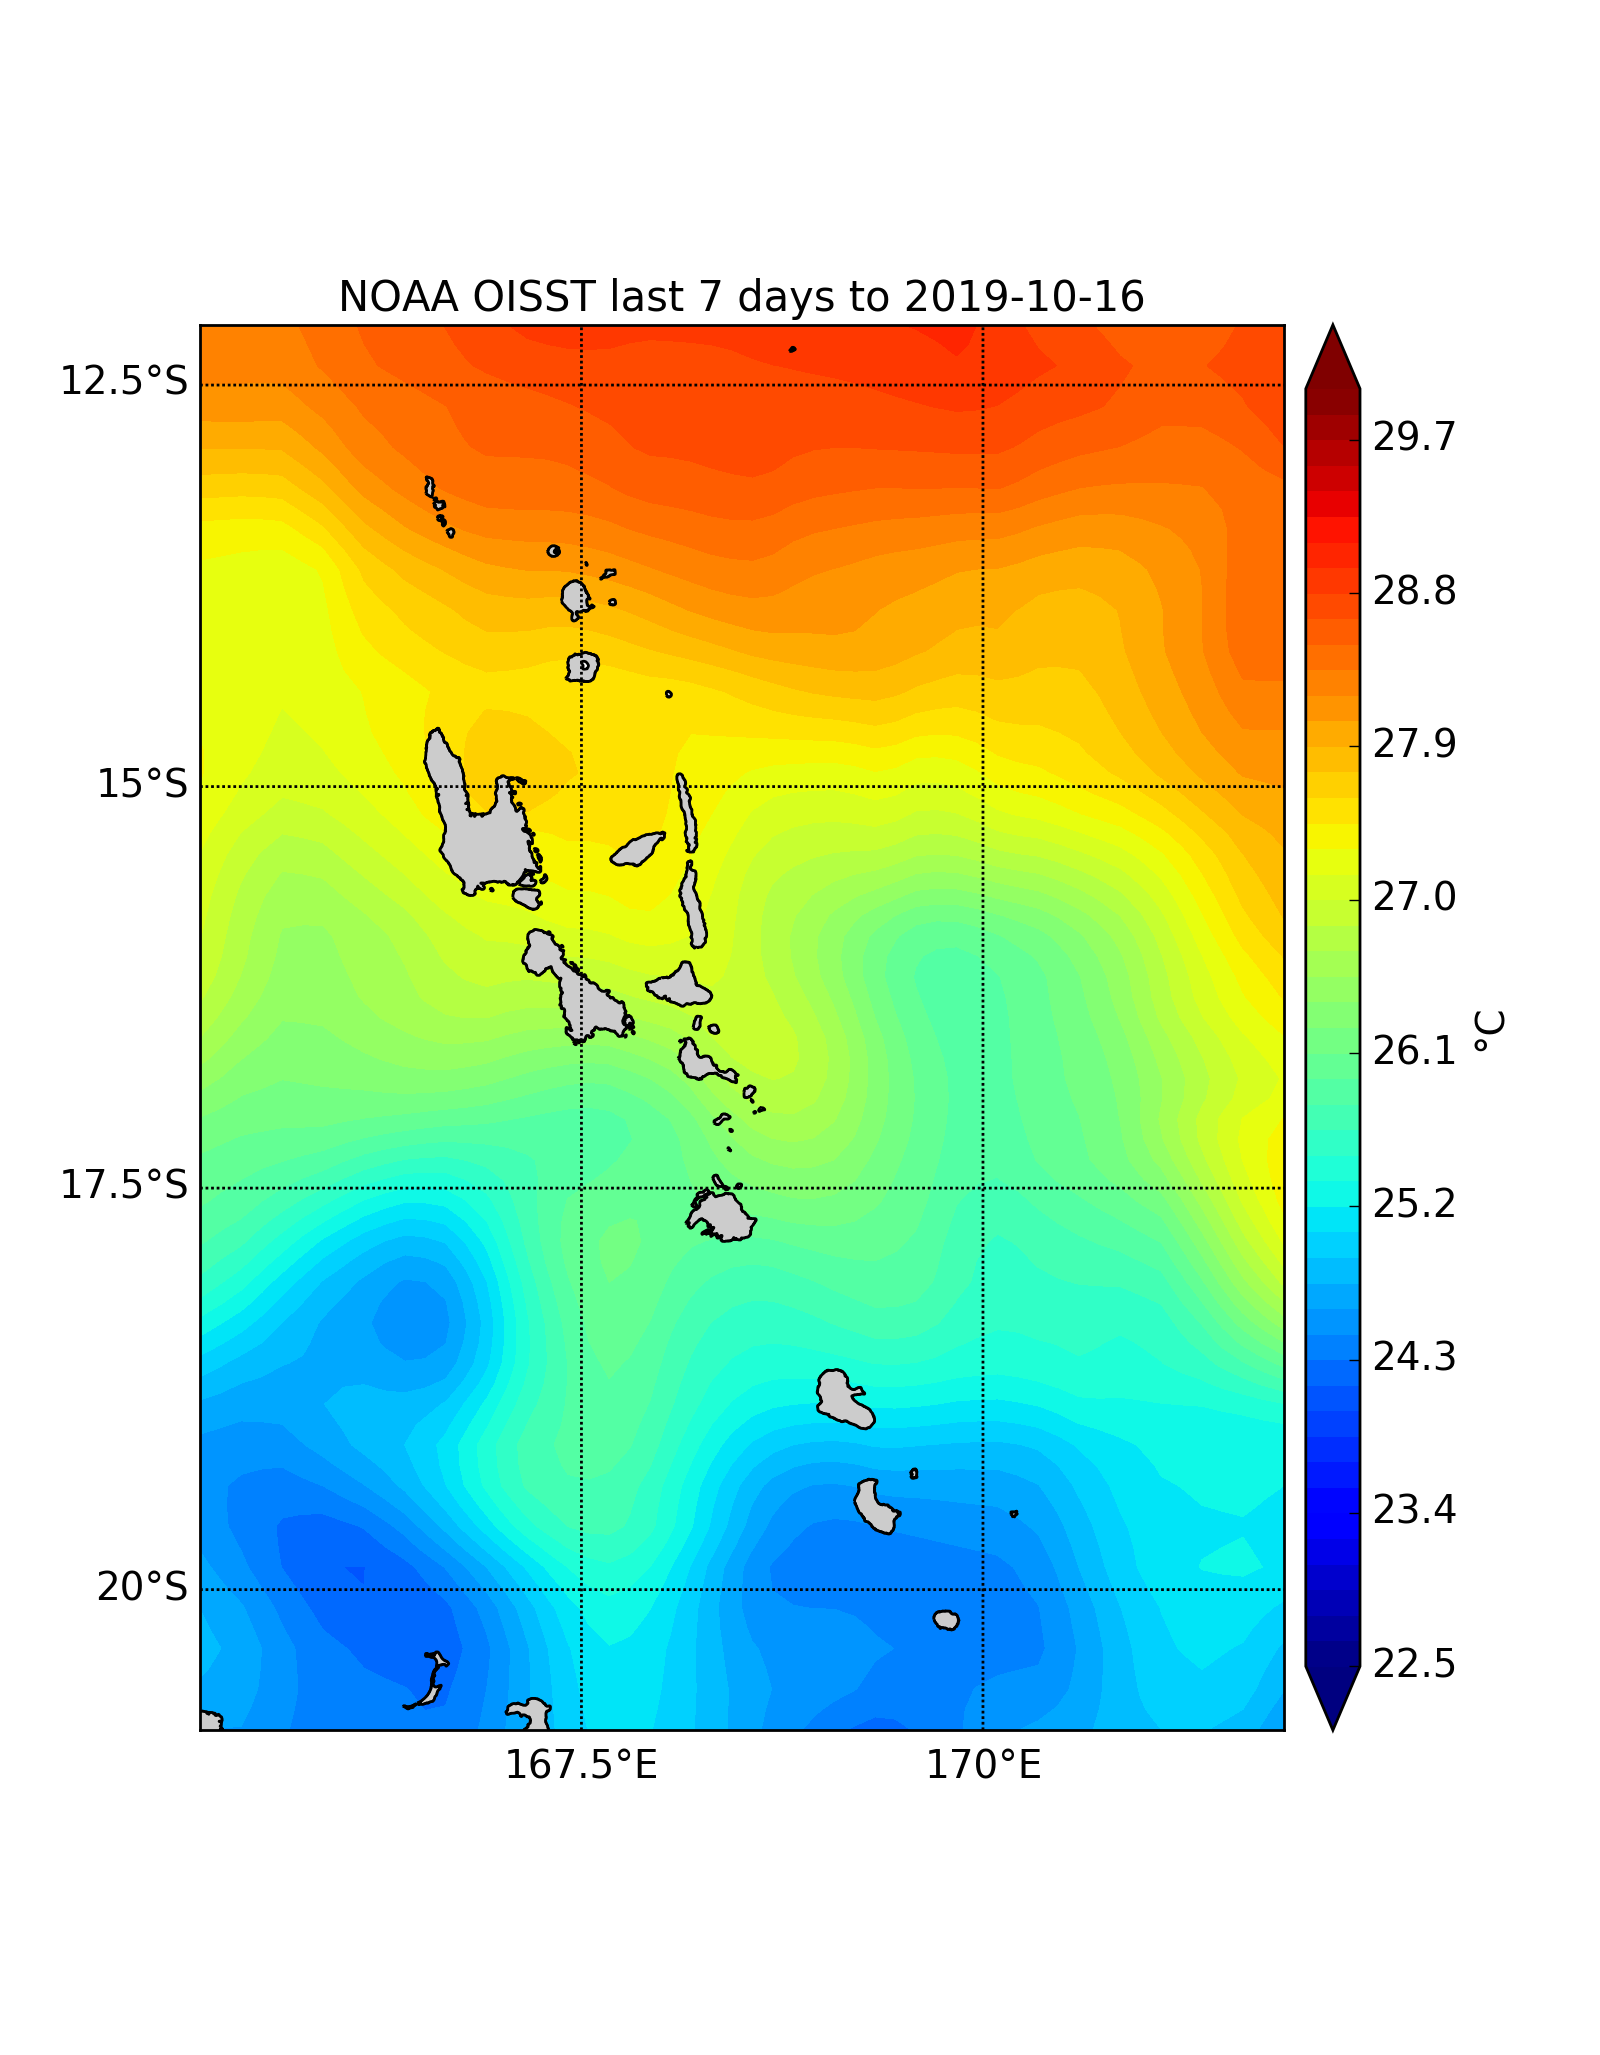 NOAA OISST last 7 days to 2019-10-16
12.5°S
15°S
17.5°S
20°S
167.5°E
170°E
29.7
28.8
27.9
27.0
26.1
25.2
24.3
23.4
22.5
°C